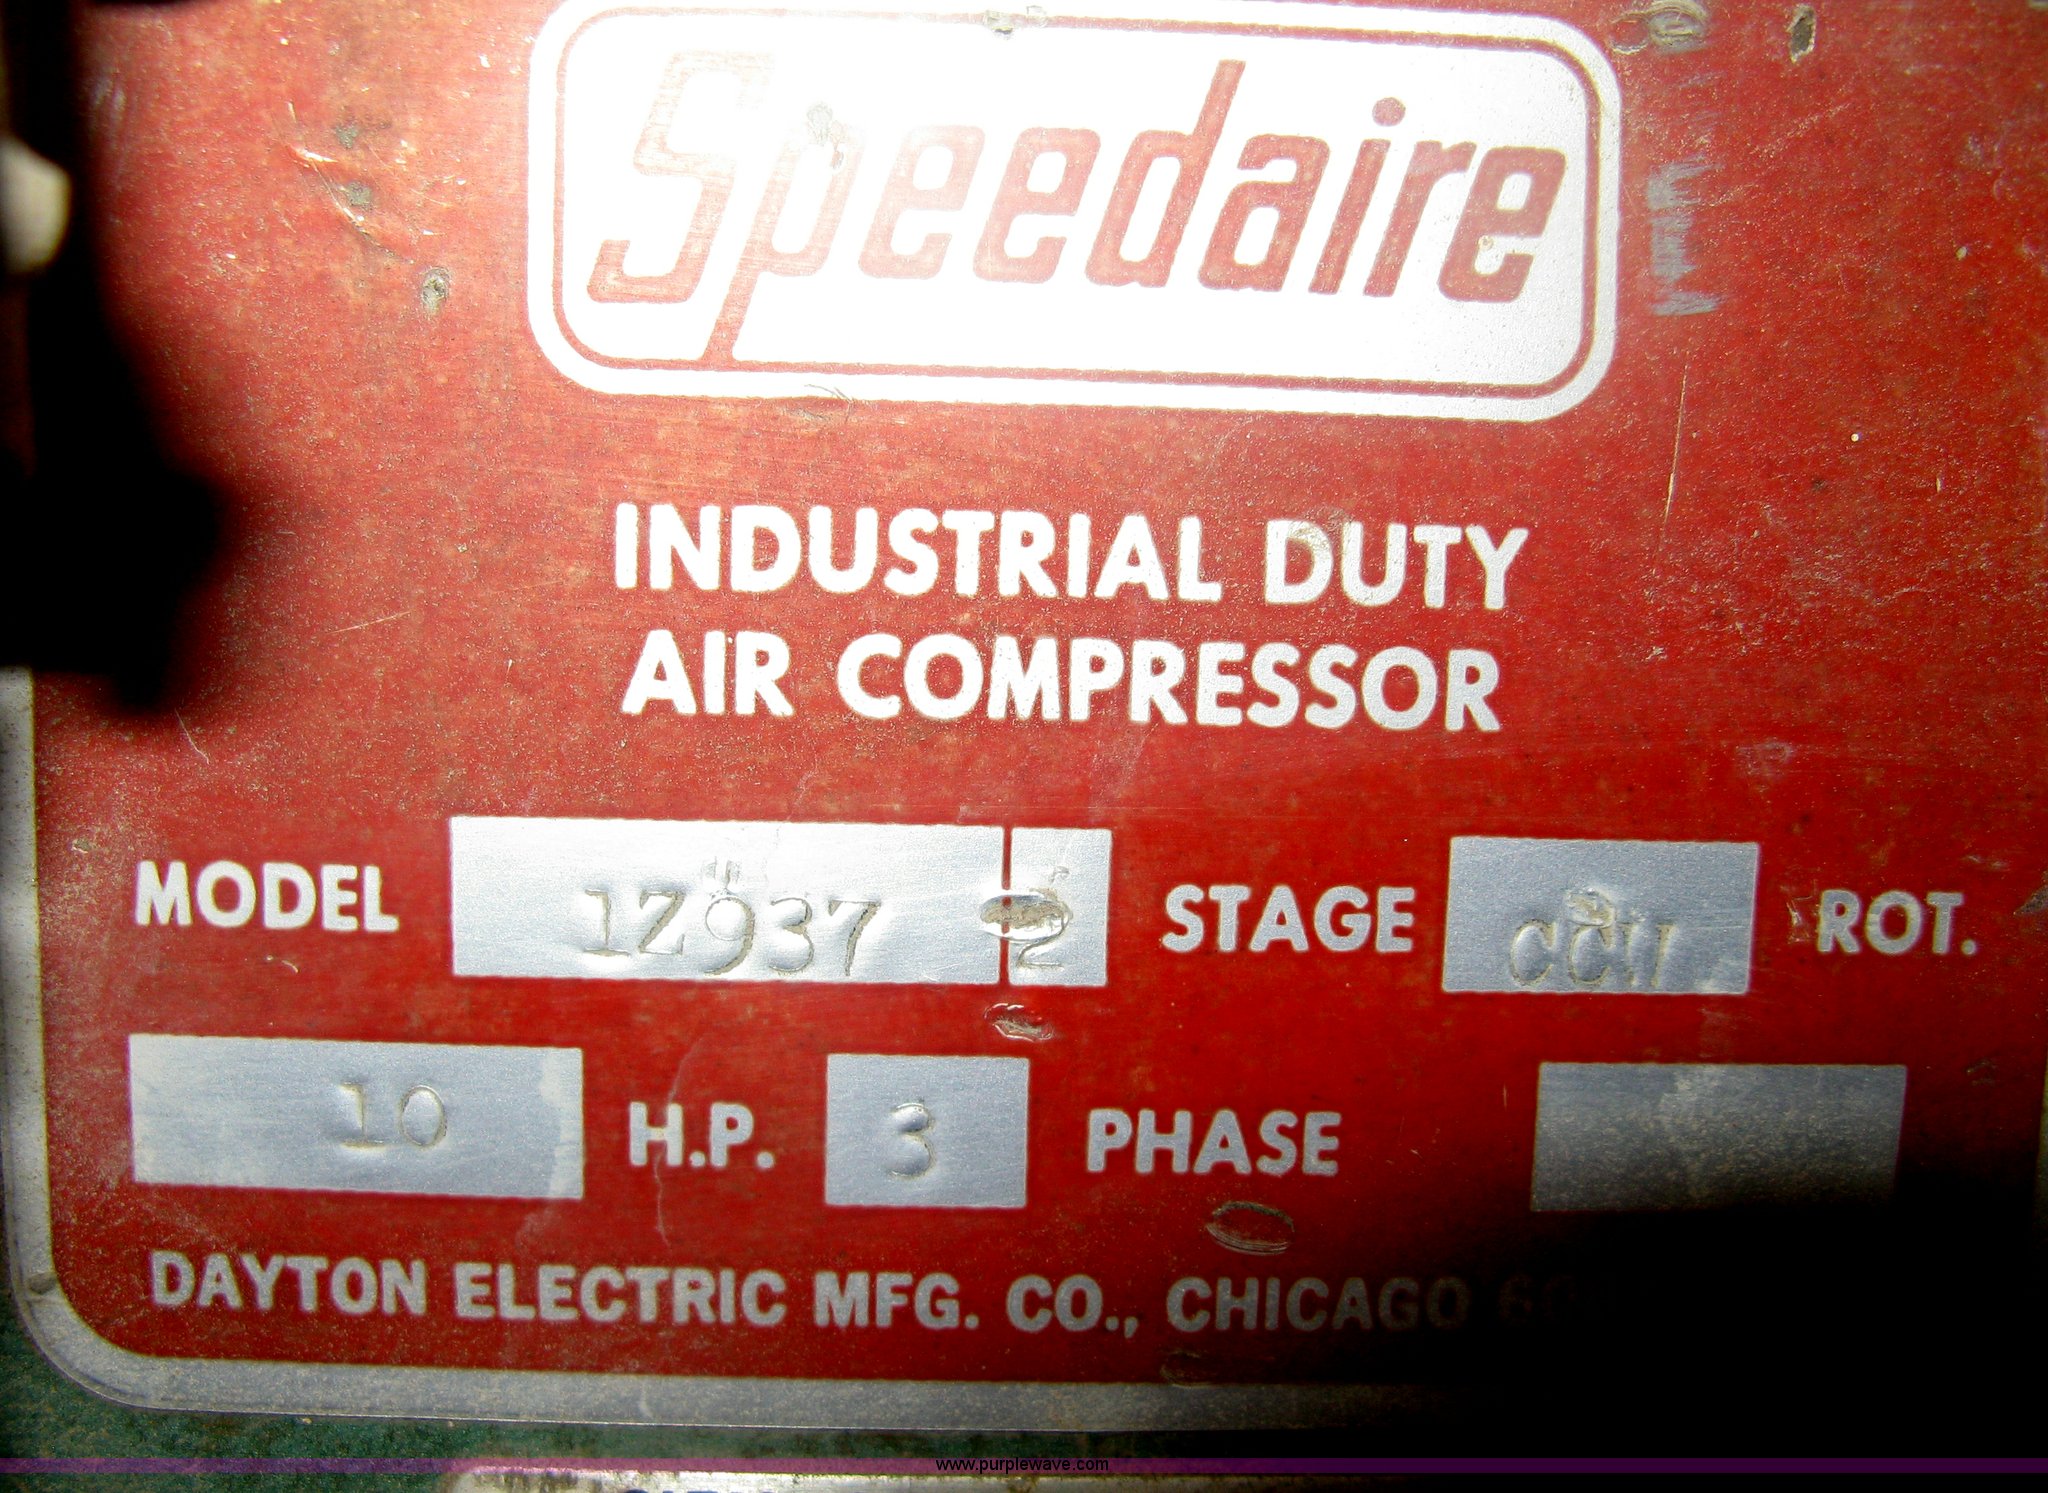 Speedaire
INDUSTRIAL DUTY
AIR COMPRESSOR
MODEL 1Z937 2 STAGE CCW ROT.
10 H.P. 3 PHASE
DAYTON ELECTRIC MFG. CO., CHICAGO
www.purplewave.com